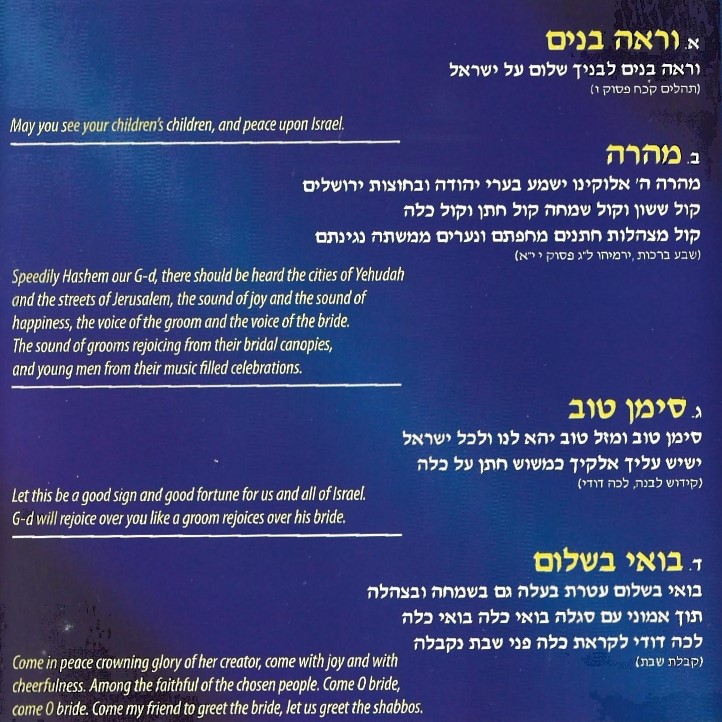 א. וראה בנים
וראה בנים לבניך שלום על ישראל
(תהלים קכח פסוק ו)
May you see your children's children, and peace upon Israel.
ב. מהרה
מהרה ה' אלוקינו ישמע בערי יהודה ובחוצות ירושלים
קול ששון וקול שמחה קול חתן וקול כלה
קול מצהלות חתנים מחפתם ונערים ממשתה נגינתם
(שבע ברכות ,ירמיהו ל"ג פסוק י י"א)
Speedily Hashem our G-d, there should be heard the cities of Yehudah
and the streets of Jerusalem, the sound of joy and the sound of
happiness, the voice of the groom and the voice of the bride.
The sound of grooms rejoicing from their bridal canopies,
and young men from their music filled celebrations.
ג. סימן טוב
סימן טוב ומזל טוב יהא לנו ולכל ישראל
ישיש עליך אלקיך כמשוש חתן על כלה
(קידוש לבנה, לכה דודי)
Let this be a good sign and good fortune for us and all of Israel.
G-d will rejoice over you like a groom rejoices over his bride.
ד. בואי בשלום
בואי בשלום עטרת בעלה גם בשמחה ובצהלה
תוך אמוני עם סגלה בואי כלה בואי כלה
לכה דודי לקראת כלה פני שבת נקבלה
(קבלת שבת)
Come in peace crowning glory of her creator, come with joy and with
cheerfulness. Among the faithful of the chosen people. Come O bride,
come O bride. Come my friend to greet the bride, let us greet the shabbos.